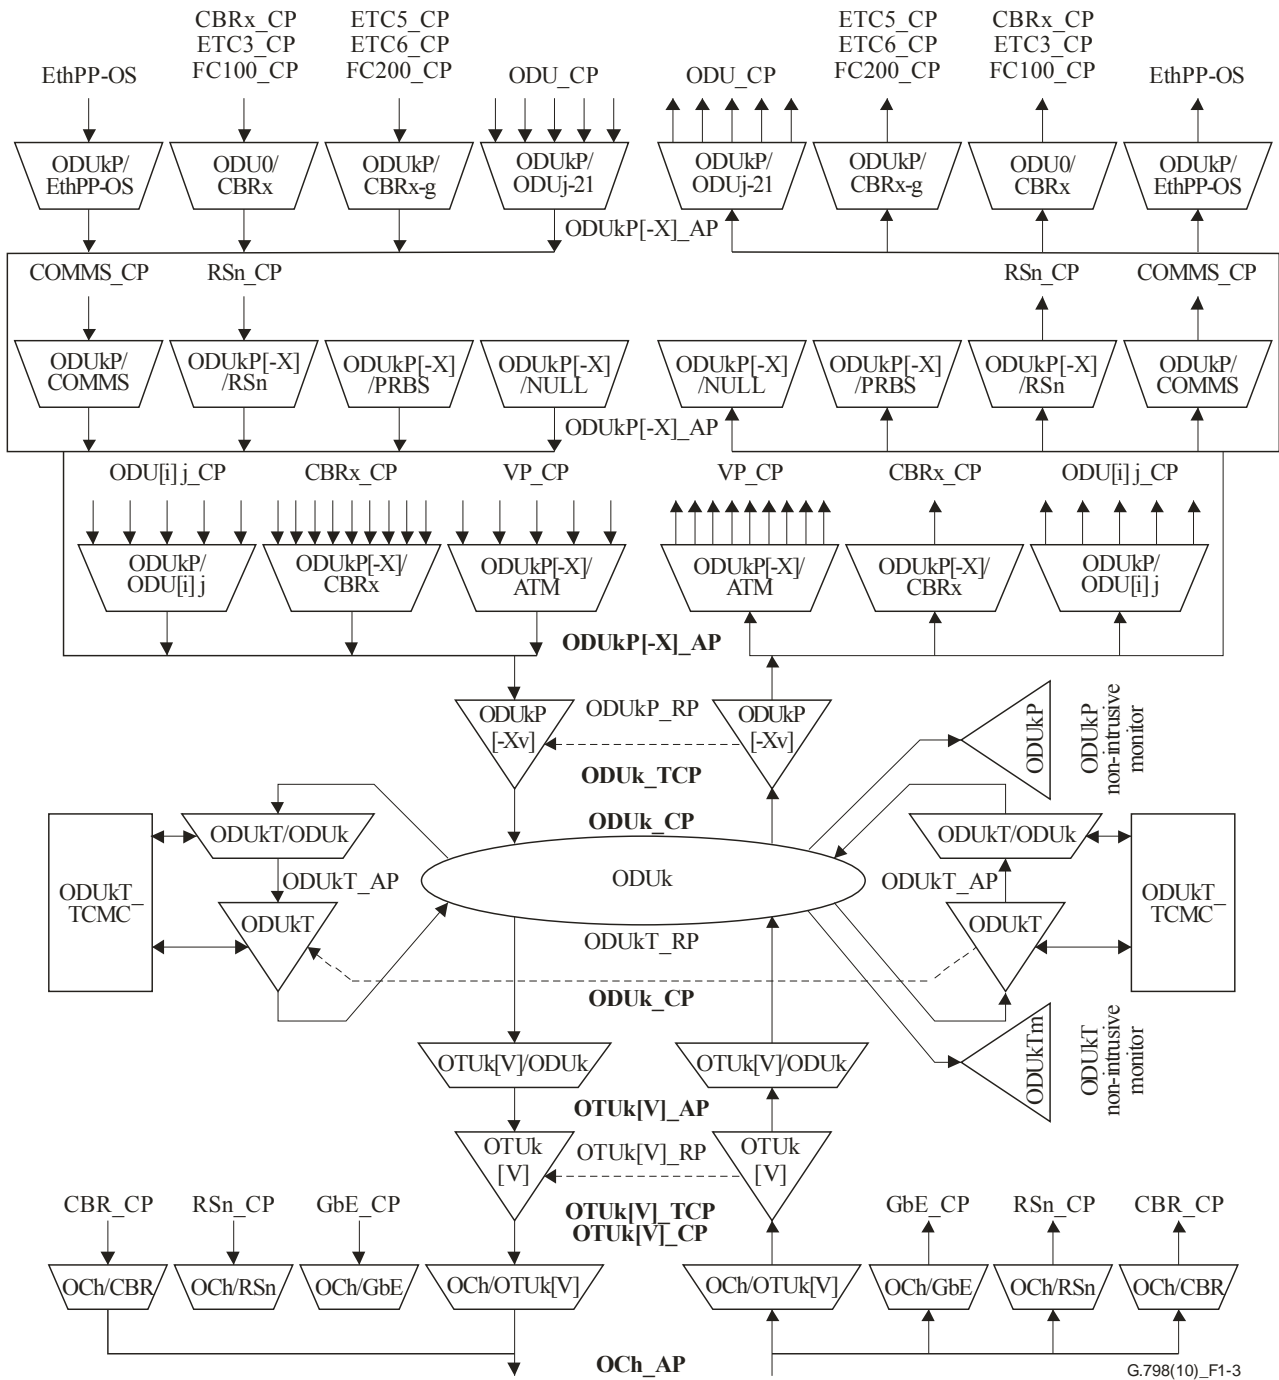 CBRx_CP ETC5_CP ETC5_CP CBRx_CP
ETC3_CP ETC6_CP ETC6_CP ETC3_CP
EthPP-OS FC100_CP FC200_CP ODU_CP ODU_CP FC200_CP FC100_CP EthPP-OS
ODUkP/ ODU0/ ODUkP/ ODUkP/ ODUkP/ ODUkP/ ODU0/ ODUkP/
EthPP-OS CBRx CBRx-g ODUj-21 ODUj-21 CBRx-g CBRx EthPP-OS
ODUkP[-X]_AP
COMMS_CP RSn_CP RSn_CP COMMS_CP
ODUkP/ ODUkP[-X] ODUkP[-X] ODUkP[-X] ODUkP[-X] ODUkP[-X] ODUkP[-X] ODUkP/
COMMS /RSn /PRBS /NULL /NULL /PRBS /RSn COMMS
ODUkP[-X]_AP
ODU[i] j_CP CBRx_CP VP_CP VP_CP CBRx_CP ODU[i] j_CP
ODUkP/ ODUkP[-X]/ ODUkP[-X]/ ODUkP[-X]/ ODUkP[-X]/ ODUkP/
ODU[i] j CBRx ATM ATM CBRx ODU[i] j
ODUkP[-X]_AP
ODUkP ODUkP_RP ODUkP
[-Xv] [-Xv]
ODUkP
ODUkP
non-intrusive
monitor
ODUk_TCP
ODUk_CP
ODUkT/ODUk ODUkT/ODUk
ODUkT_AP ODUk ODUkT_AP
ODUkT_
TCMC
ODUkT_
TCMC
ODUkT ODUkT_RP ODUkT
ODUk_CP
ODUkTm
ODUkT
non-intrusive
monitor
OTUk[V]/ODUk OTUk[V]/ODUk
OTUk[V]_AP
OTUk OTUk[V]_RP OTUk
[V] [V]
CBR_CP RSn_CP GbE_CP OTUk[V]_TCP GbE_CP RSn_CP CBR_CP
OTUk[V]_CP
OCh/CBR OCh/RSn OCh/GbE OCh/OTUk[V] OCh/OTUk[V] OCh/GbE OCh/RSn OCh/CBR
OCh_AP
G.798(10)_F1-3